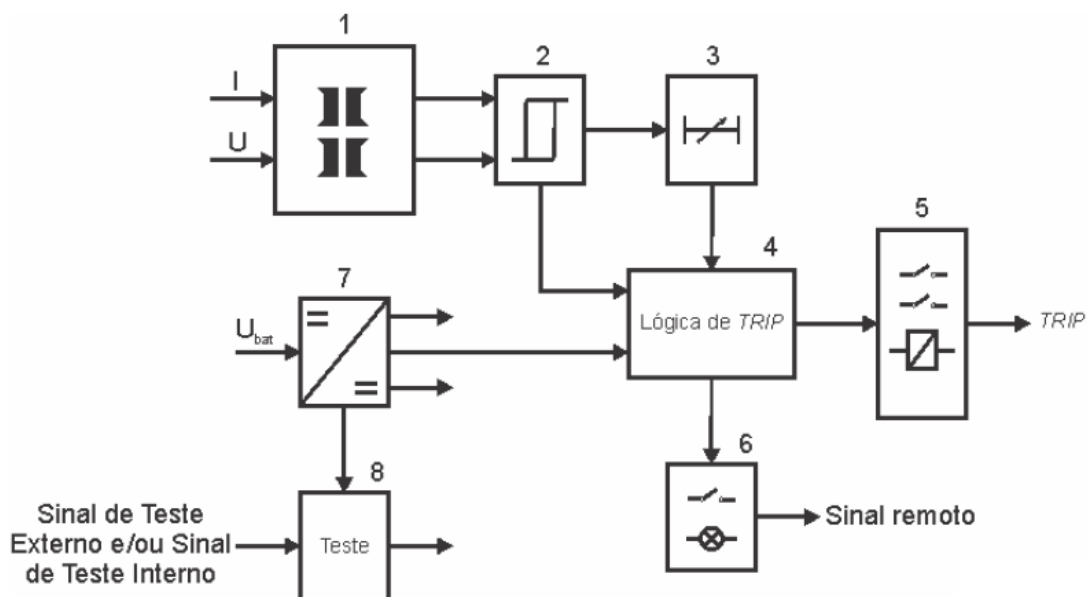 1
2
3
I
U
4
5
Lógica de TRIP
TRIP
7
U bat
6
Sinal remoto
8
Sinal de Teste
Externo e/ou Sinal
de Teste Interno
Teste